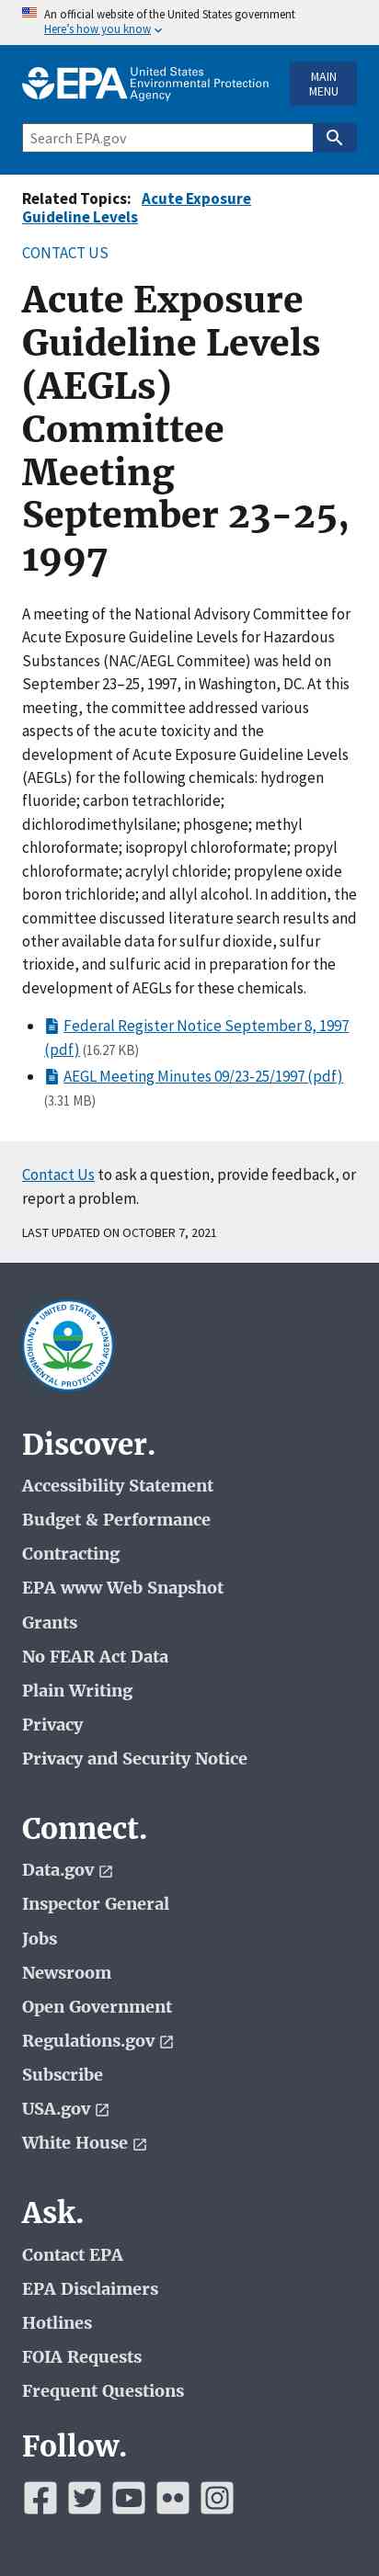 An official website of the United States government
Here's how you know
EPA United States
Environmental Protection
Agency
MAIN
MENU
Search EPA.gov
Related Topics: Acute Exposure
Guideline Levels
CONTACT US
Acute Exposure
Guideline Levels
(AEGLs)
Committee
Meeting
September 23-25,
1997
A meeting of the National Advisory Committee for
Acute Exposure Guideline Levels for Hazardous
Substances (NAC/AEGL Commitee) was held on
September 23–25, 1997, in Washington, DC. At this
meeting, the committee addressed various
aspects of the acute toxicity and the
development of Acute Exposure Guideline Levels
(AEGLs) for the following chemicals: hydrogen
fluoride; carbon tetrachloride;
dichlorodimethylsilane; phosgene; methyl
chloroformate; isopropyl chloroformate; propyl
chloroformate; acrylyl chloride; propylene oxide
boron trichloride; and allyl alcohol. In addition, the
committee discussed literature search results and
other available data for sulfur dioxide, sulfur
trioxide, and sulfuric acid in preparation for the
development of AEGLs for these chemicals.
Federal Register Notice September 8, 1997
(pdf) (16.27 KB)
AEGL Meeting Minutes 09/23-25/1997 (pdf)
(3.31 MB)
Contact Us to ask a question, provide feedback, or
report a problem.
LAST UPDATED ON OCTOBER 7, 2021
UNITED STATES
ENVIRONMENTAL PROTECTION AGENCY
Discover.
Accessibility Statement
Budget & Performance
Contracting
EPA www Web Snapshot
Grants
No FEAR Act Data
Plain Writing
Privacy
Privacy and Security Notice
Connect.
Data.gov
Inspector General
Jobs
Newsroom
Open Government
Regulations.gov
Subscribe
USA.gov
White House
Ask.
Contact EPA
EPA Disclaimers
Hotlines
FOIA Requests
Frequent Questions
Follow.